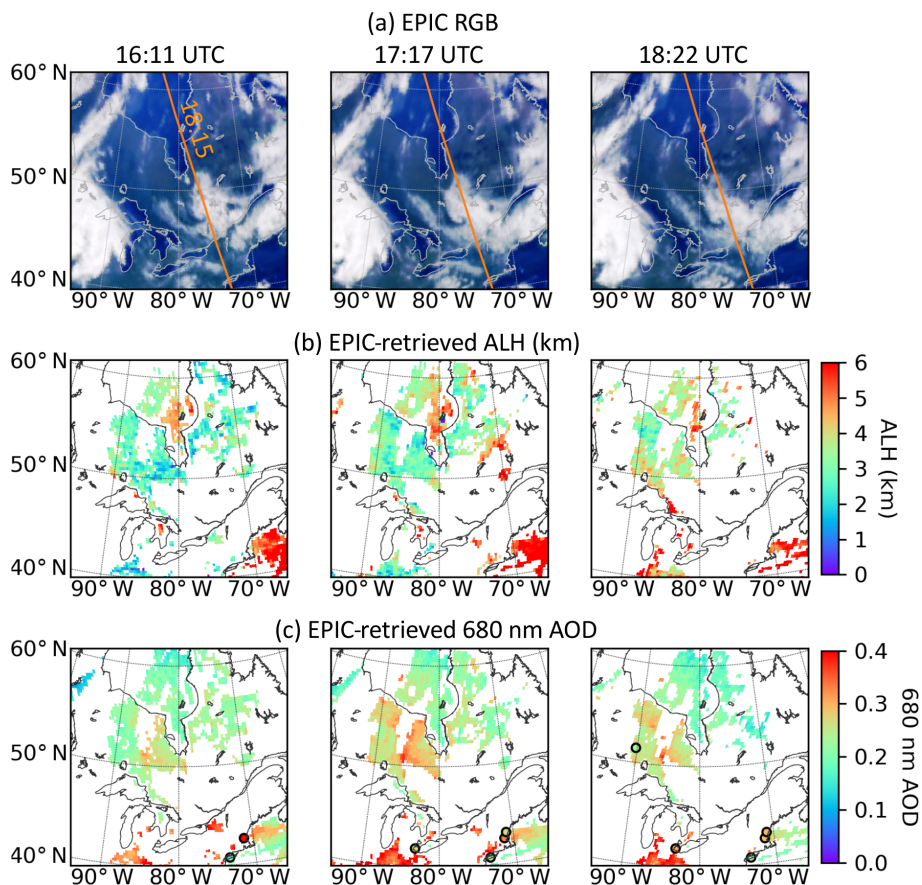 (a) EPIC RGB
16:11 UTC
17:17 UTC
18:22 UTC
60° N
50° N
40° N
18:15
90° W 80° W 70° W
90° W 80° W 70° W
90° W 80° W 70° W
(b) EPIC-retrieved ALH (km)
60° N
50° N
40° N
90° W 80° W 70° W
90° W 80° W 70° W
90° W 80° W 70° W
6
5
4
3
2
1
0
ALH (km)
(c) EPIC-retrieved 680 nm AOD
60° N
50° N
40° N
90° W 80° W 70° W
90° W 80° W 70° W
90° W 80° W 70° W
0.4
0.3
0.2
0.1
0.0
680 nm AOD